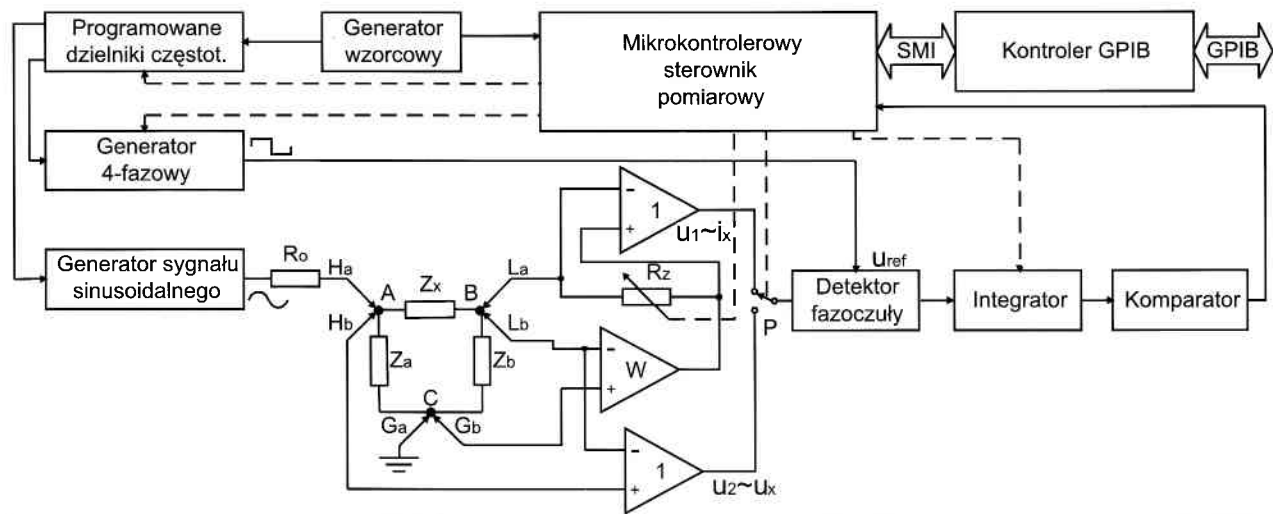 Programowane
dzielniki częstot.
Generator
wzorcowy
Mikrokontrolerowy
sterownik
pomiarowy
SMI
Kontroler GPIB
GPIB
Generator
4-fazowy
1
u1~ix
Generator sygnału
sinusoidalnego
Ro
Ha
Hb
A
Zx
B
La
Lb
Rz
uref
P
Detektor
fazoczuły
Integrator
Komparator
Za
Zb
W
C
Ga
Gb
1
u2~ux